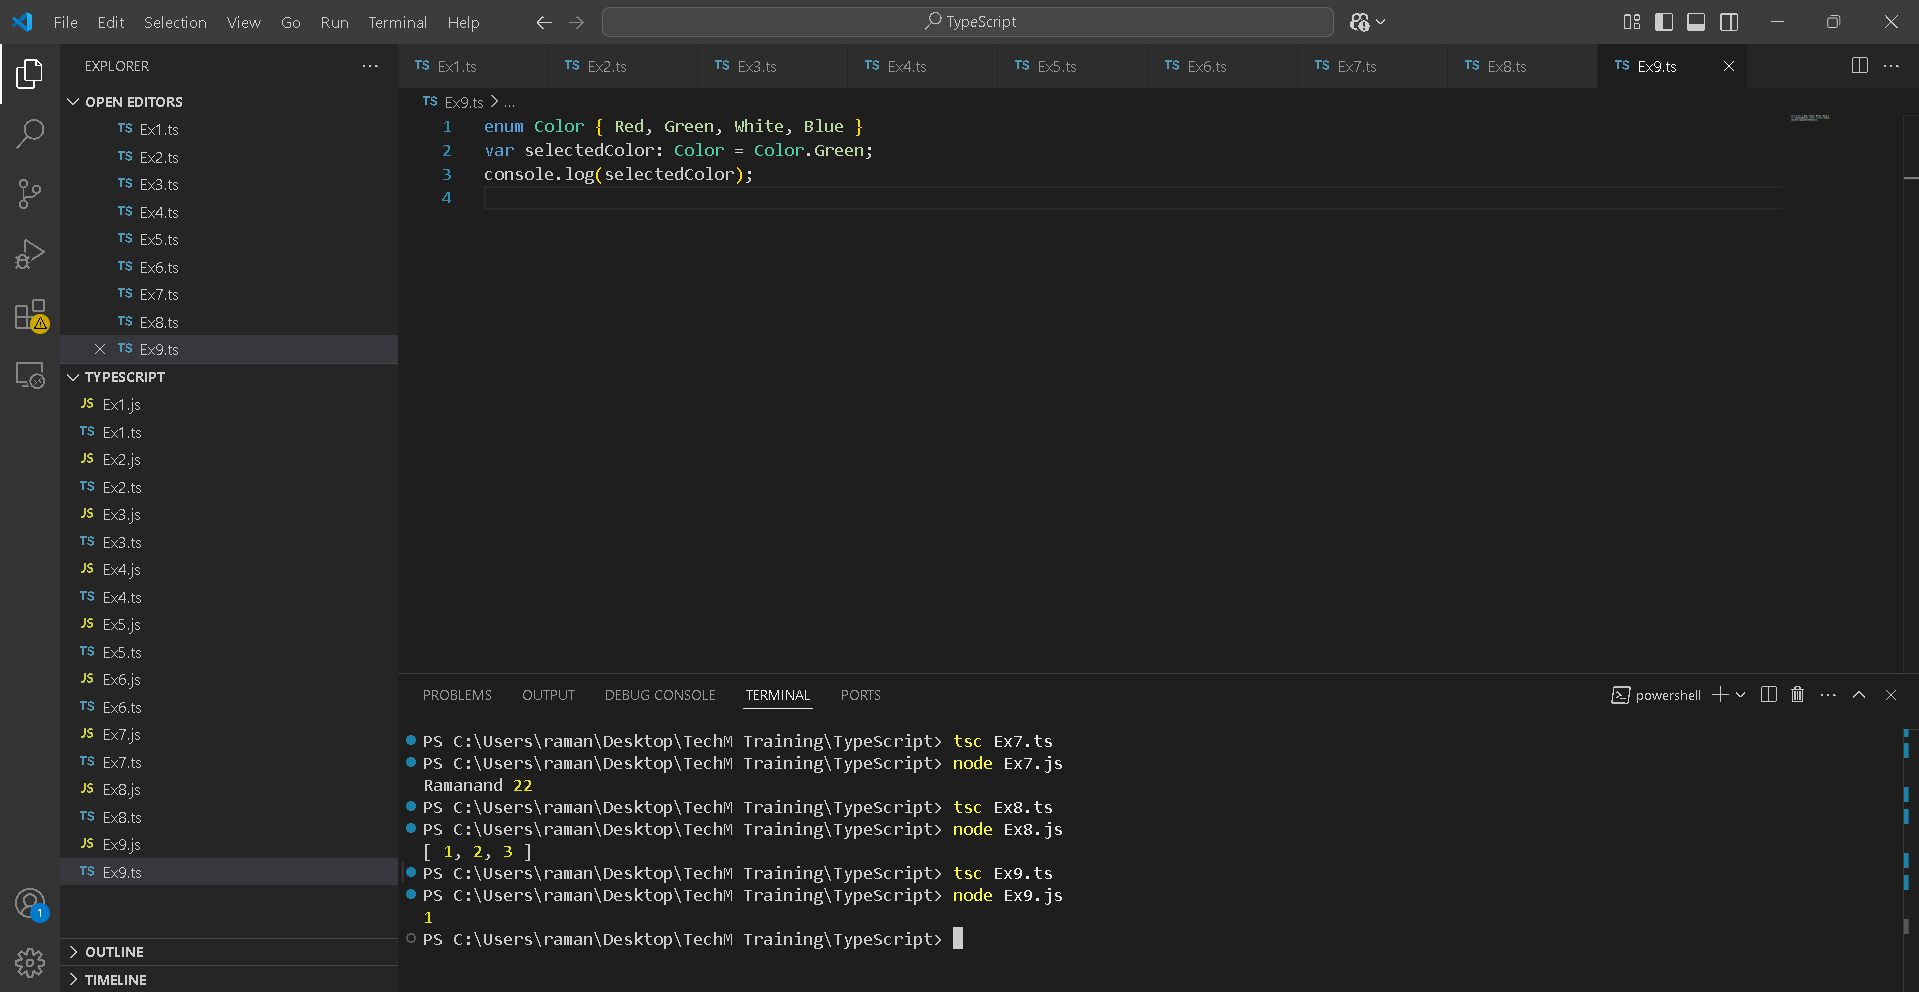 File Edit Selection View Go Run Terminal Help
TypeScript
EXPLORER
OPEN EDITORS
TS Ex1.ts
TS Ex2.ts
TS Ex3.ts
TS Ex4.ts
TS Ex5.ts
TS Ex6.ts
TS Ex7.ts
TS Ex8.ts
TS Ex9.ts
TYPESCRIPT
JS Ex1.js
TS Ex1.ts
JS Ex2.js
TS Ex2.ts
JS Ex3.js
TS Ex3.ts
JS Ex4.js
TS Ex4.ts
JS Ex5.js
TS Ex5.ts
JS Ex6.js
TS Ex6.ts
JS Ex7.js
TS Ex7.ts
JS Ex8.js
TS Ex8.ts
JS Ex9.js
TS Ex9.ts
1
OUTLINE
TIMELINE
TS Ex1.ts TS Ex2.ts TS Ex3.ts TS Ex4.ts TS Ex5.ts TS Ex6.ts TS Ex7.ts TS Ex8.ts TS Ex9.ts
TS Ex9.ts > ...
1 enum Color { Red, Green, White, Blue }
2 var selectedColor: Color = Color.Green;
3 console.log(selectedColor);
4
PROBLEMS OUTPUT DEBUG CONSOLE TERMINAL PORTS
powershell
PS C:\Users\raman\Desktop\TechM Training\TypeScript> tsc Ex7.ts
PS C:\Users\raman\Desktop\TechM Training\TypeScript> node Ex7.js
Ramanand 22
PS C:\Users\raman\Desktop\TechM Training\TypeScript> tsc Ex8.ts
PS C:\Users\raman\Desktop\TechM Training\TypeScript> node Ex8.js
[ 1, 2, 3 ]
PS C:\Users\raman\Desktop\TechM Training\TypeScript> tsc Ex9.ts
PS C:\Users\raman\Desktop\TechM Training\TypeScript> node Ex9.js
1
PS C:\Users\raman\Desktop\TechM Training\TypeScript>